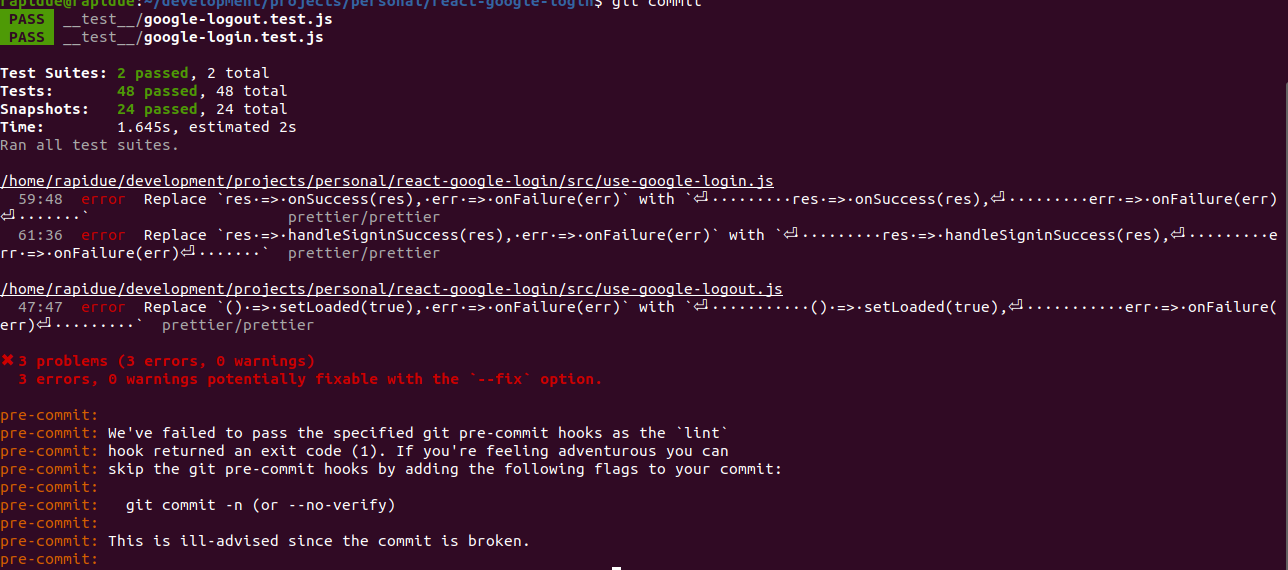 rapidue@rapidue:~/development/projects/personal/react-google-login$ git commit
PASS __test__/google-logout.test.js
PASS __test__/google-login.test.js
Test Suites: 2 passed, 2 total
Tests:       48 passed, 48 total
Snapshots:   24 passed, 24 total
Time:        1.645s, estimated 2s
Ran all test suites.
/home/rapidue/development/projects/personal/react-google-login/src/use-google-login.js
  59:48  error  Replace `res·=>·onSuccess(res),·err·=>·onFailure(err)` with `⏎·········res·=>·onSuccess(res),⏎·········err·=>·onFailure(err)
⏎·······`                      prettier/prettier
  61:36  error  Replace `res·=>·handleSigninSuccess(res),·err·=>·onFailure(err)` with `⏎·········res·=>·handleSigninSuccess(res),⏎·········e
rr·=>·onFailure(err)⏎·······`  prettier/prettier
/home/rapidue/development/projects/personal/react-google-login/src/use-google-logout.js
  47:47  error  Replace `()·=>·setLoaded(true),·err·=>·onFailure(err)` with `⏎···········()·=>·setLoaded(true),⏎···········err·=>·onFailure(
err)⏎·········`  prettier/prettier
✖ 3 problems (3 errors, 0 warnings)
  3 errors, 0 warnings potentially fixable with the `--fix` option.
pre-commit:
pre-commit: We've failed to pass the specified git pre-commit hooks as the `lint`
pre-commit: hook returned an exit code (1). If you're feeling adventurous you can
pre-commit: skip the git pre-commit hooks by adding the following flags to your commit:
pre-commit:
pre-commit:   git commit -n (or --no-verify)
pre-commit:
pre-commit: This is ill-advised since the commit is broken.
pre-commit: